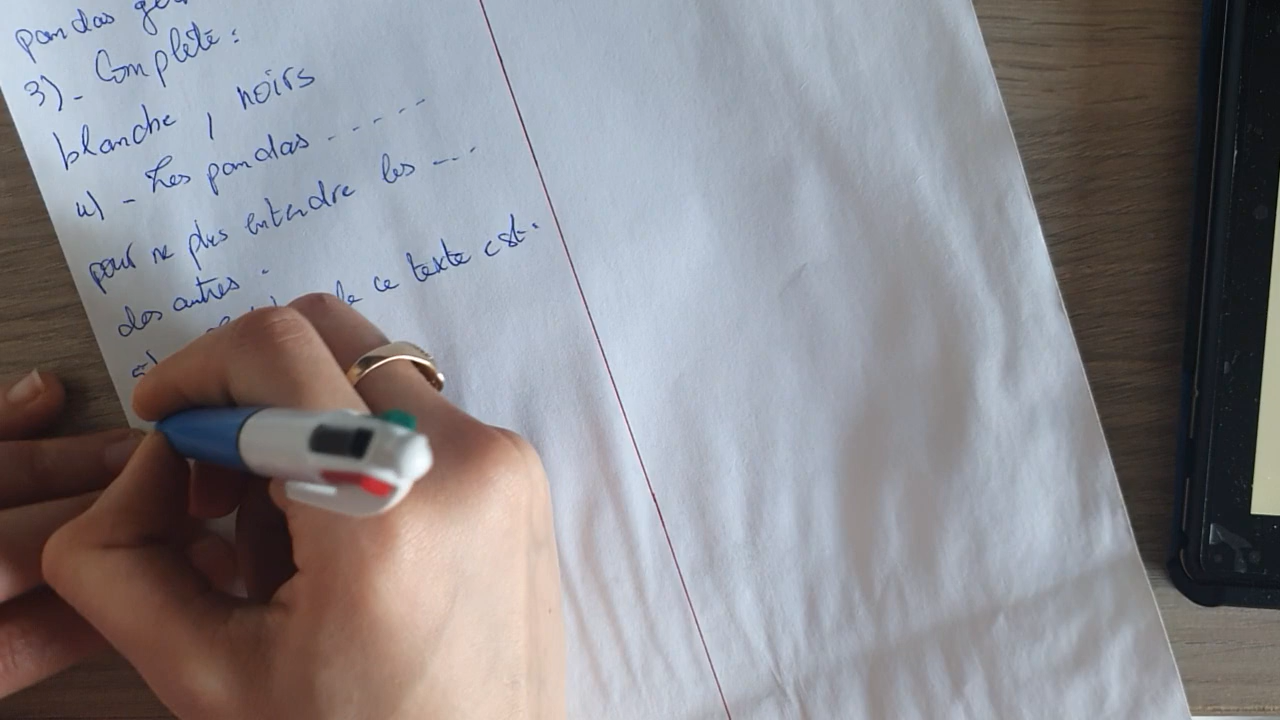 pandas
3)- Complète :
blanche , noirs
4) - Les pandas - - - - -
pour ne plus entendre les - - -
des autres .
de ce texte est.